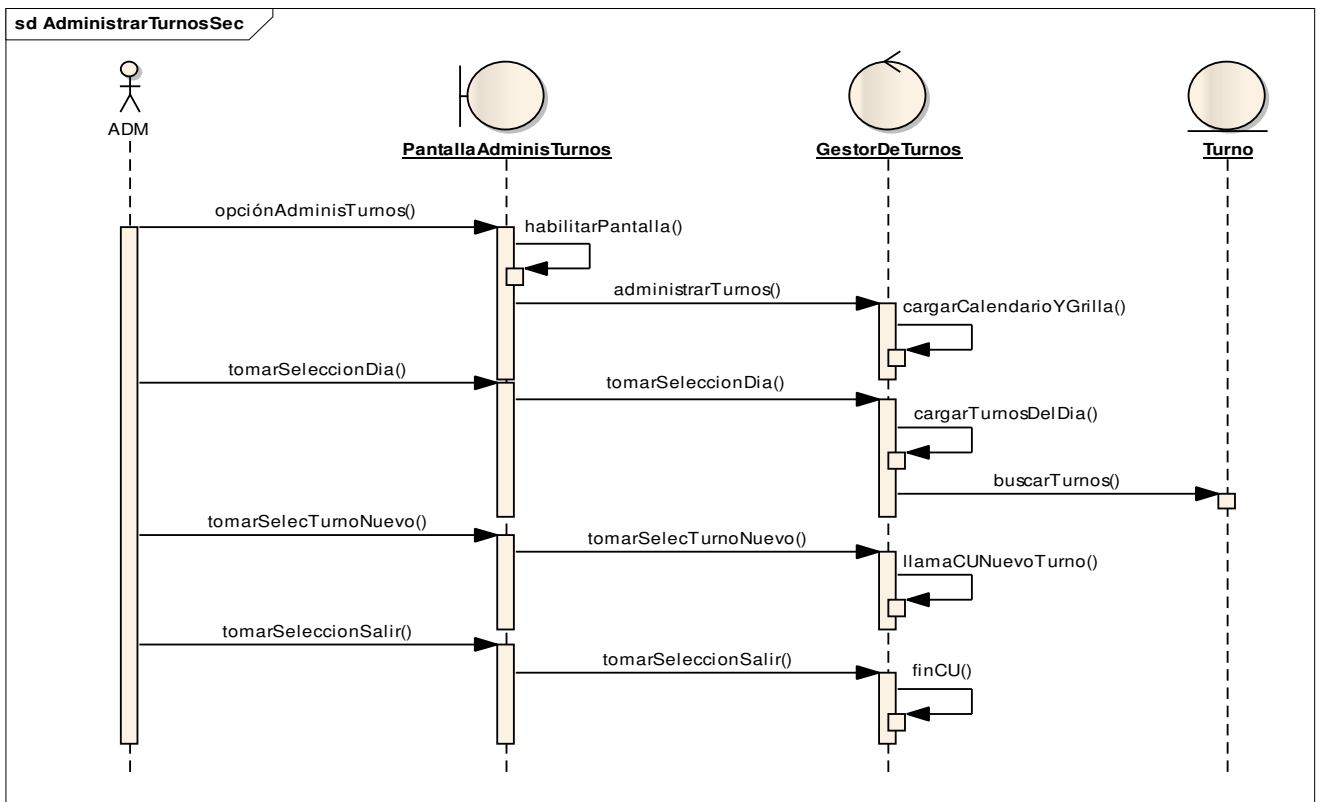 sd AdministrarTurnosSec
ADM
PantallaAdminisTurnos
GestorDeTurnos
Turno
opciónAdminisTurnos()
habilitarPantalla()
administrarTurnos()
cargarCalendarioYGrilla()
tomarSeleccionDia()
tomarSeleccionDia()
cargarTurnosDelDia()
buscarTurnos()
tomarSelecTurnoNuevo()
tomarSelecTurnoNuevo()
llamaCUNuevoTurno()
tomarSeleccionSalir()
tomarSeleccionSalir()
finCU()